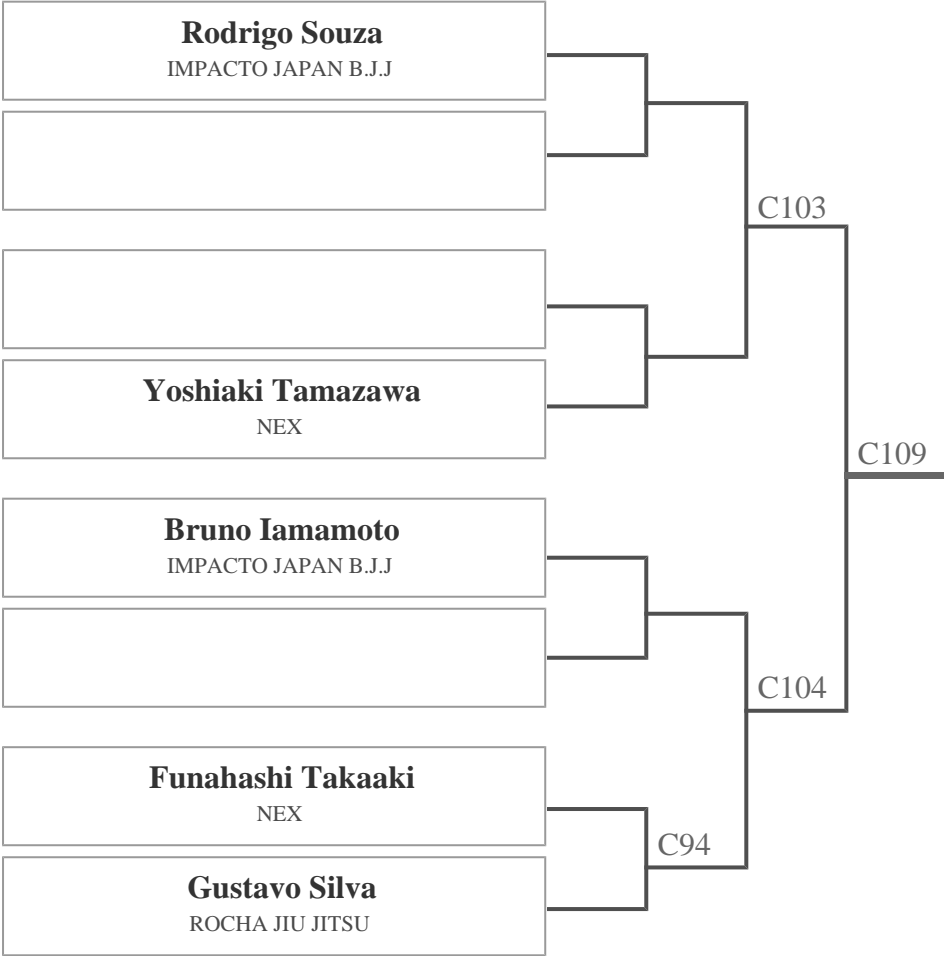 Rodrigo Souza
IMPACTO JAPAN B.J.J
C103
Yoshiaki Tamazawa
NEX
C109
Bruno Iamamoto
IMPACTO JAPAN B.J.J
C104
Funahashi Takaaki
NEX
C94
Gustavo Silva
ROCHA JIU JITSU